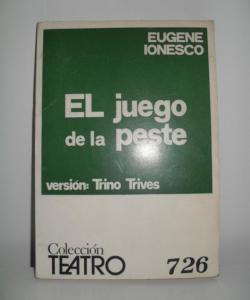 EUGENE
IONESCO
EL juego
de la peste
versión: Trino Trives
Colección
TEATRO 726